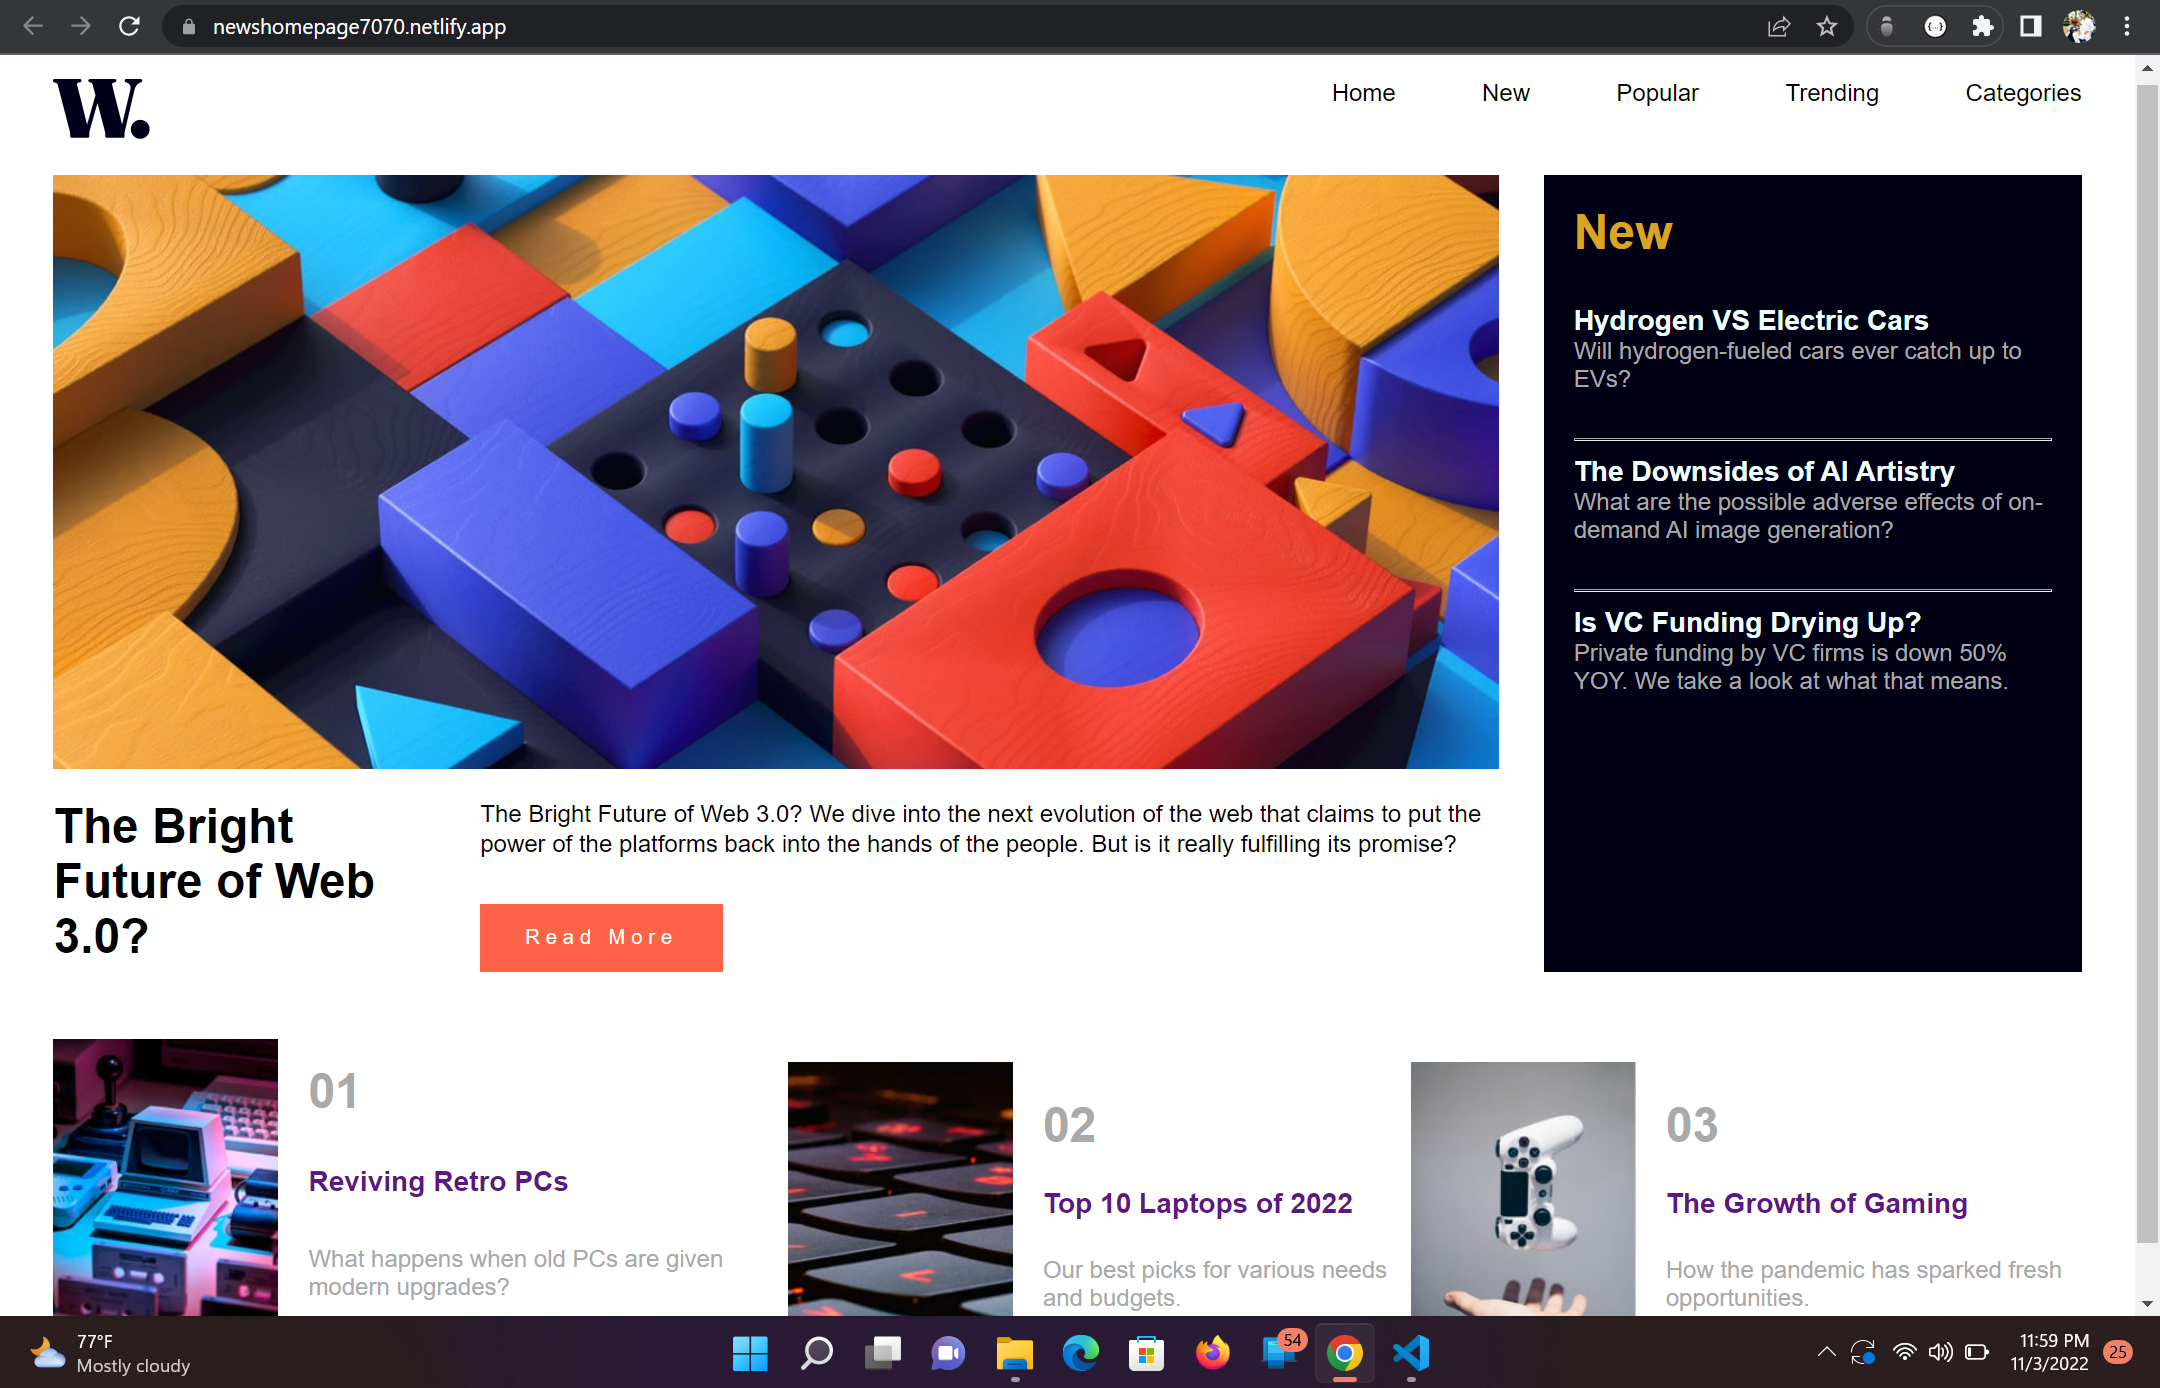 newshomepage7070.netlify.app
W.
Home
New
Popular
Trending
Categories
The Bright
Future of Web
3.0?
The Bright Future of Web 3.0? We dive into the next evolution of the web that claims to put the
power of the platforms back into the hands of the people. But is it really fulfilling its promise?
Read More
New
Hydrogen VS Electric Cars
Will hydrogen-fueled cars ever catch up to
EVs?
The Downsides of AI Artistry
What are the possible adverse effects of on-
demand AI image generation?
Is VC Funding Drying Up?
Private funding by VC firms is down 50%
YOY. We take a look at what that means.
01
Reviving Retro PCs
What happens when old PCs are given
modern upgrades?
02
Top 10 Laptops of 2022
Our best picks for various needs
and budgets.
03
The Growth of Gaming
How the pandemic has sparked fresh
opportunities.
77°F
Mostly cloudy
54
11:59 PM
11/3/2022
25